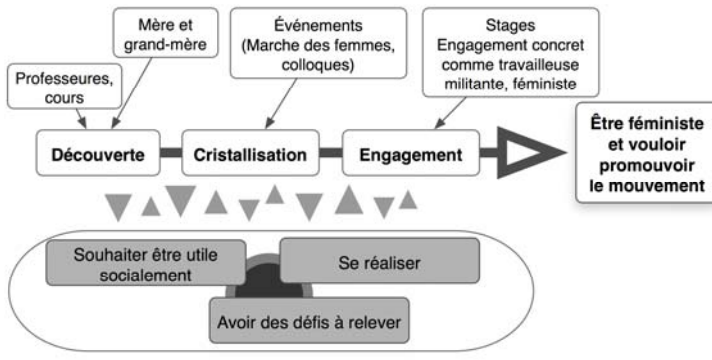 Mère et
grand-mère
Événements
(Marche des femmes,
colloques)
Stages
Engagement concret
comme travailleuse
militante, féministe
Professeures,
cours
Découverte
Cristallisation
Engagement
Être féministe
et vouloir
promouvoir
le mouvement
Souhaiter être utile
socialement
Se réaliser
Avoir des défis à relever